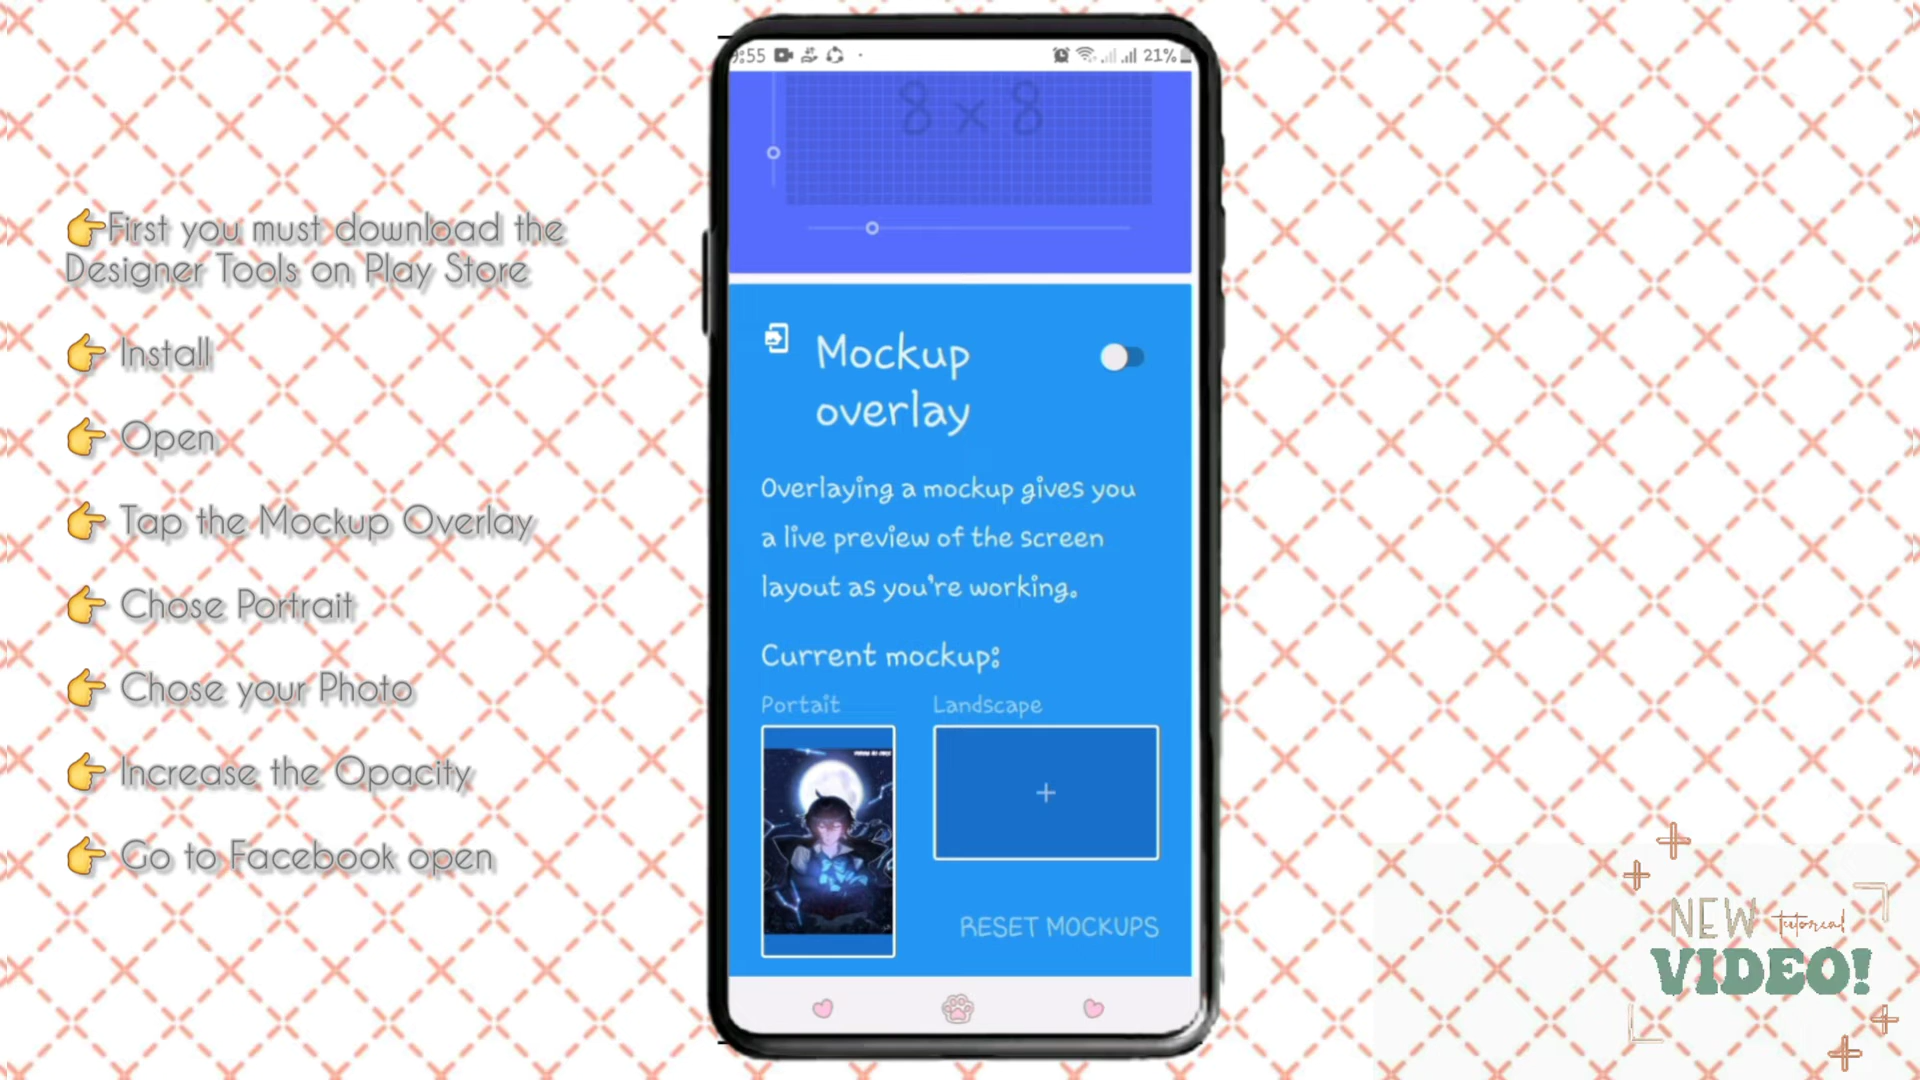 👉First you must download the
Designer Tools on Play Store
👉 Install
👉 Open
👉 Tap the Mockup Overlay
👉 Chose Portrait
👉 Chose your Photo
👉 Increase the Opacity
👉 Go to Facebook open
:55
21%
8 x 8
Mockup
overlay
Overlaying a mockup gives you
a live preview of the screen
layout as you're working.
Current mockup:
Portait
Landscape
+
RESET MOCKUPS
NEW tutorial
VIDEO!